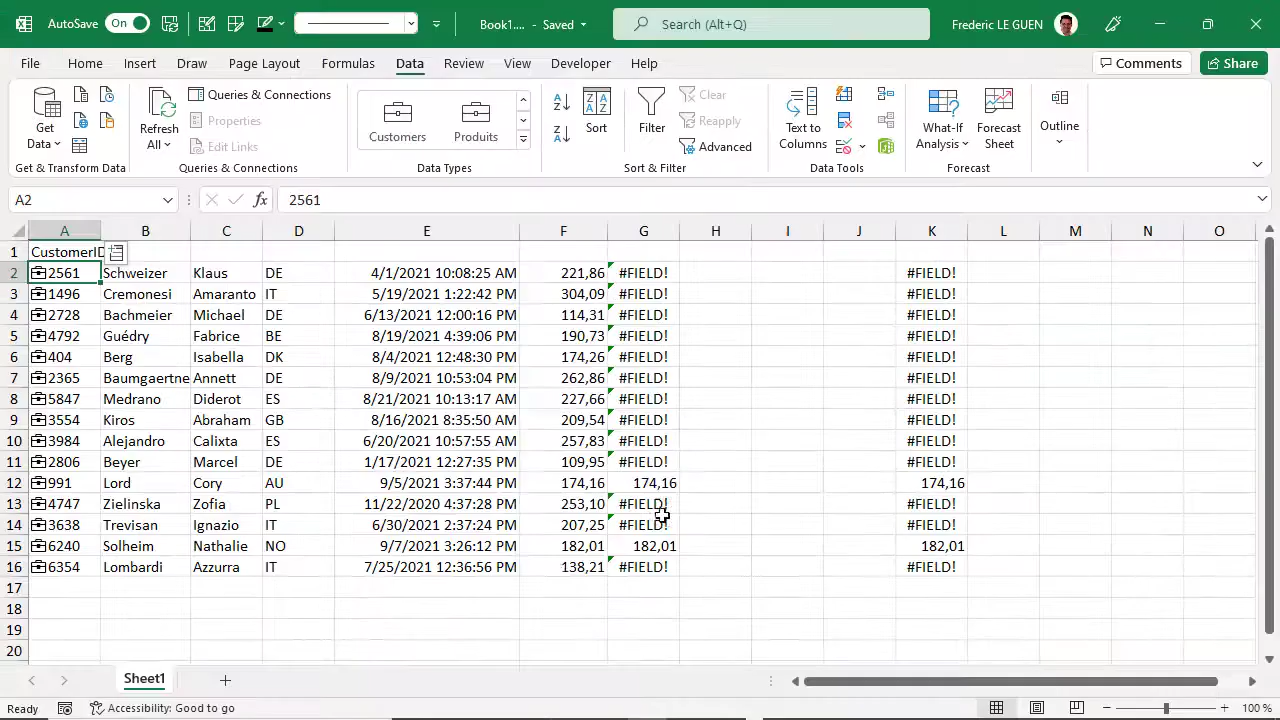 AutoSave On Book1.... - Saved Search (Alt+Q) Frederic LE GUEN
File Home Insert Draw Page Layout Formulas Data Review View Developer Help Comments Share
Get Data
Refresh All
Queries & Connections
Properties
Edit Links
Customers Produits
Sort
Filter
Clear
Reapply
Advanced
Text to Columns
What-If Analysis
Forecast Sheet
Outline
Get & Transform Data Queries & Connections Data Types Sort & Filter Data Tools Forecast
A2 fx 2561
A B C D E F G H I J K L M N O
1 CustomerID
2 2561 Schweizer Klaus DE 4/1/2021 10:08:25 AM 221,86 #FIELD! #FIELD!
3 1496 Cremonesi Amaranto IT 5/19/2021 1:22:42 PM 304,09 #FIELD! #FIELD!
4 2728 Bachmeier Michael DE 6/13/2021 12:00:16 PM 114,31 #FIELD! #FIELD!
5 4792 Guédry Fabrice BE 8/19/2021 4:39:06 PM 190,73 #FIELD! #FIELD!
6 404 Berg Isabella DK 8/4/2021 12:48:30 PM 174,26 #FIELD! #FIELD!
7 2365 Baumgaertne Annett DE 8/9/2021 10:53:04 PM 262,86 #FIELD! #FIELD!
8 5847 Medrano Diderot ES 8/21/2021 10:13:17 AM 227,66 #FIELD! #FIELD!
9 3554 Kiros Abraham GB 8/16/2021 8:35:50 AM 209,54 #FIELD! #FIELD!
10 3984 Alejandro Calixta ES 6/20/2021 10:57:55 AM 257,83 #FIELD! #FIELD!
11 2806 Beyer Marcel DE 1/17/2021 12:27:35 PM 109,95 #FIELD! #FIELD!
12 991 Lord Cory AU 9/5/2021 3:37:44 PM 174,16 174,16 174,16
13 4747 Zielinska Zofia PL 11/22/2020 4:37:28 PM 253,10 #FIELD! #FIELD!
14 3638 Trevisan Ignazio IT 6/30/2021 2:37:24 PM 207,25 #FIELD! #FIELD!
15 6240 Solheim Nathalie NO 9/7/2021 3:26:12 PM 182,01 182,01 182,01
16 6354 Lombardi Azzurra IT 7/25/2021 12:36:56 PM 138,21 #FIELD! #FIELD!
17
18
19
20
Sheet1
Ready Accessibility: Good to go 100 %